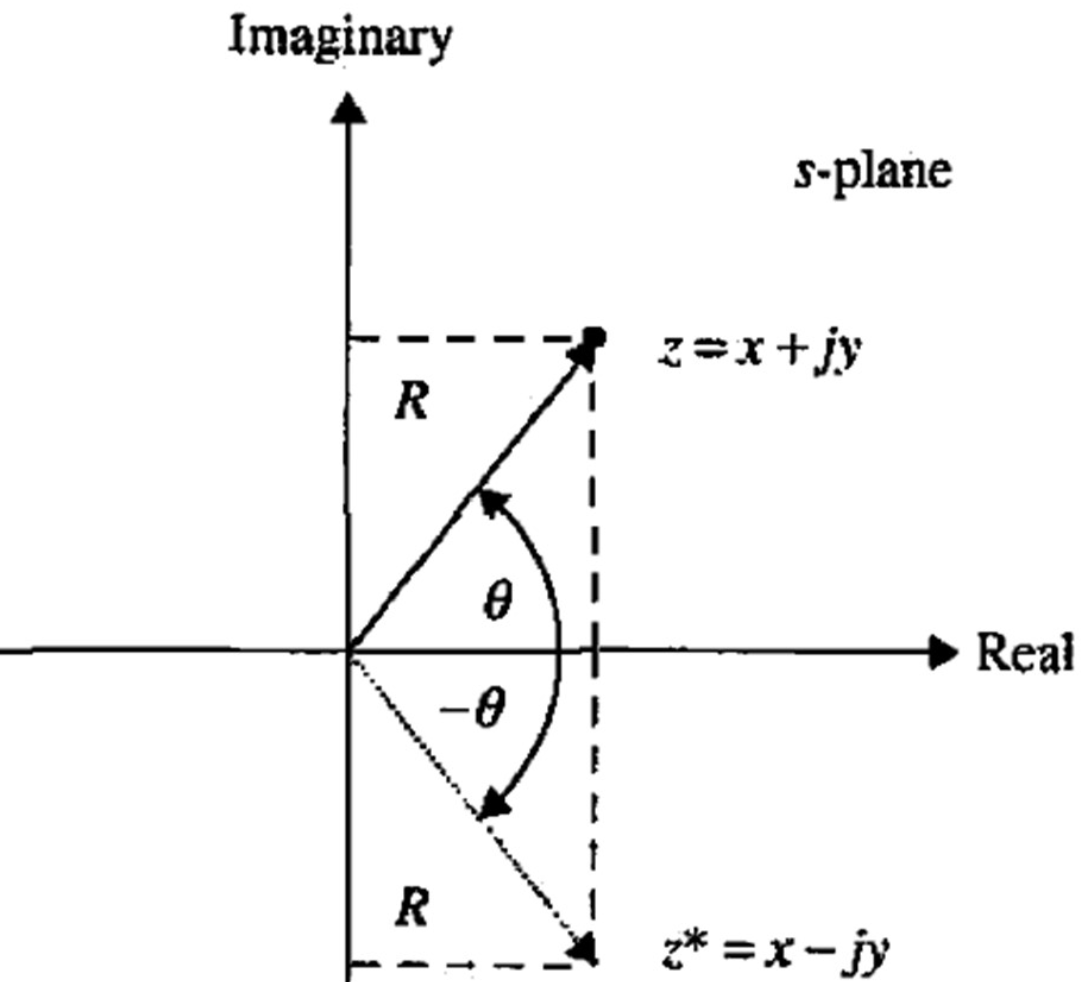 Imaginary
s-plane
z = x + jy
R
θ
Real
-θ
R
z* = x - jy